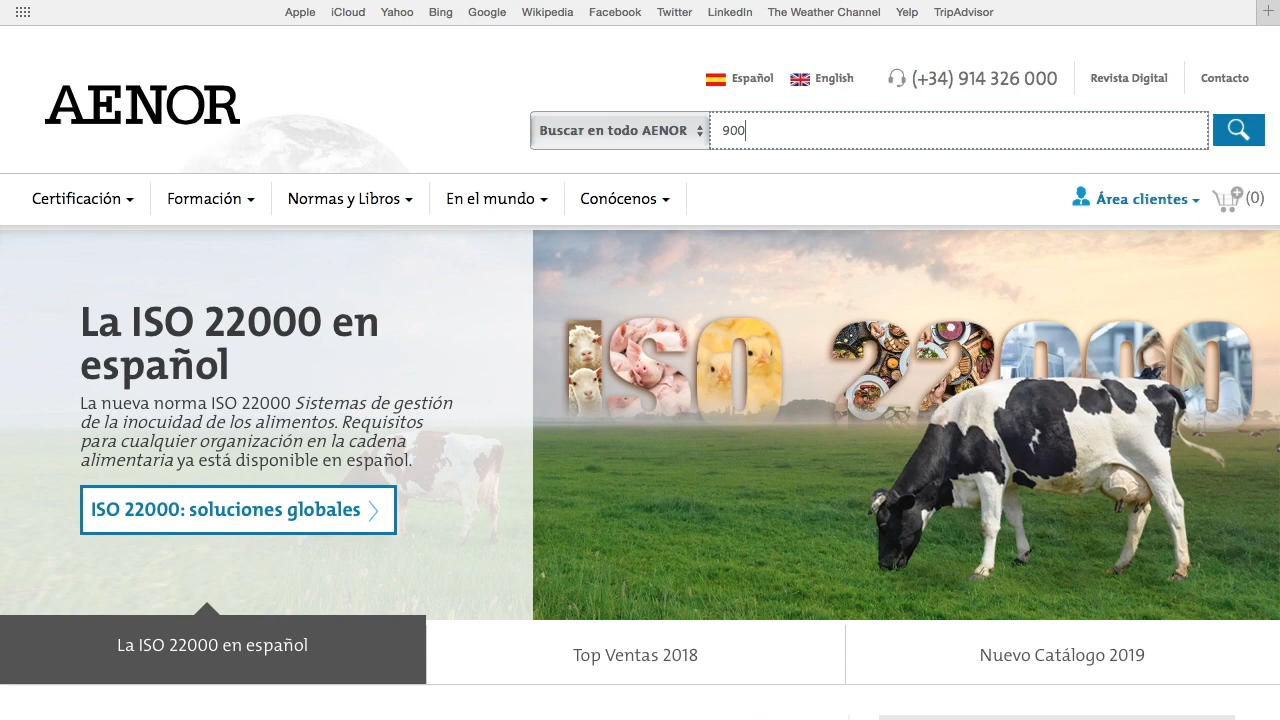 Apple iCloud Yahoo Bing Google Wikipedia Facebook Twitter LinkedIn The Weather Channel Yelp TripAdvisor
Español English (+34) 914 326 000 Revista Digital Contacto
AENOR
Buscar en todo AENOR 900
Certificación Formación Normas y Libros En el mundo Conócenos Área clientes (0)
La ISO 22000 en
español
La nueva norma ISO 22000 Sistemas de gestión
de la inocuidad de los alimentos. Requisitos
para cualquier organización en la cadena
alimentaria ya está disponible en español.
ISO 22000: soluciones globales
ISO 22000
La ISO 22000 en español
Top Ventas 2018
Nuevo Catálogo 2019